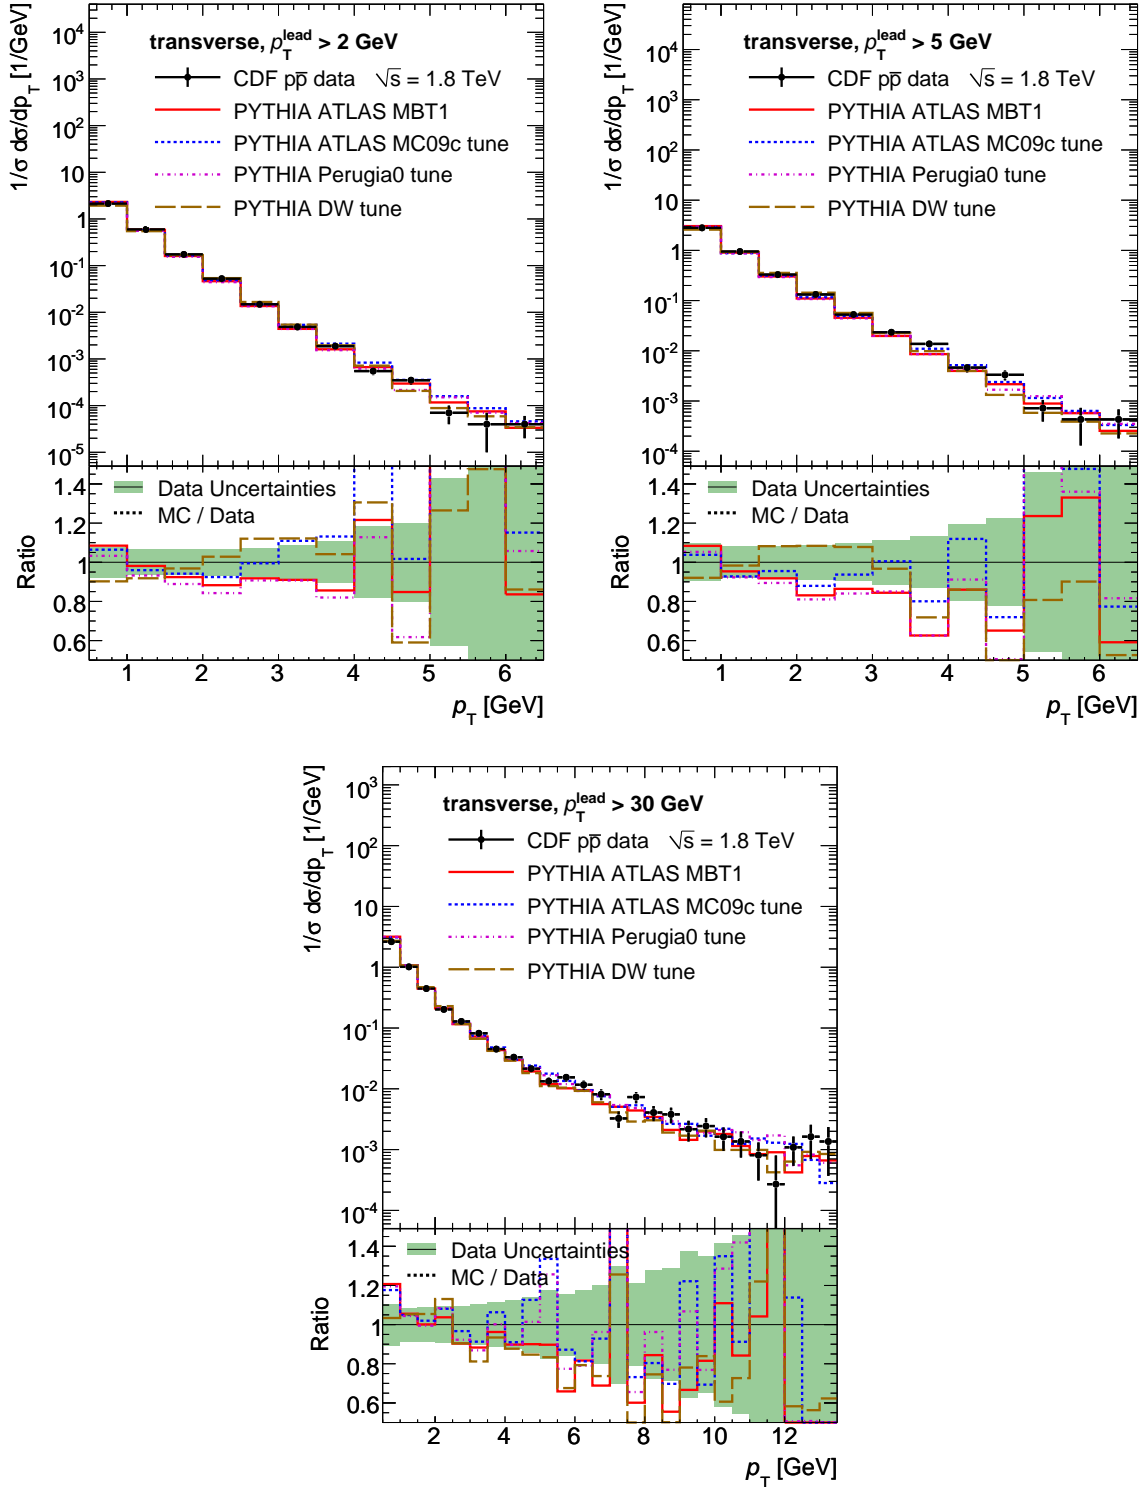 transverse, p_T^lead > 2 GeV
CDF pp̅ data √s = 1.8 TeV
PYTHIA ATLAS MBT1
PYTHIA ATLAS MC09c tune
PYTHIA Perugia0 tune
PYTHIA DW tune
1/σ dσ/dp_T [1/GeV]
10^4
10^3
10^2
10
1
10^-1
10^-2
10^-3
10^-4
10^-5
Data Uncertainties
MC / Data
Ratio
1.4
1.2
1
0.8
0.6
1 2 3 4 5 6
p_T [GeV]
transverse, p_T^lead > 5 GeV
CDF pp̅ data √s = 1.8 TeV
PYTHIA ATLAS MBT1
PYTHIA ATLAS MC09c tune
PYTHIA Perugia0 tune
PYTHIA DW tune
1/σ dσ/dp_T [1/GeV]
10^4
10^3
10^2
10
1
10^-1
10^-2
10^-3
10^-4
Data Uncertainties
MC / Data
Ratio
1.4
1.2
1
0.8
0.6
1 2 3 4 5 6
p_T [GeV]
transverse, p_T^lead > 30 GeV
CDF pp̅ data √s = 1.8 TeV
PYTHIA ATLAS MBT1
PYTHIA ATLAS MC09c tune
PYTHIA Perugia0 tune
PYTHIA DW tune
1/σ dσ/dp_T [1/GeV]
10^3
10^2
10
1
10^-1
10^-2
10^-3
10^-4
Data Uncertainties
MC / Data
Ratio
1.4
1.2
1
0.8
0.6
2 4 6 8 10 12
p_T [GeV]